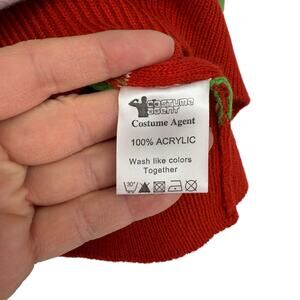 COSTUME
AGENT
Costume Agent
100% ACRYLIC
Wash like colors
Together
30°